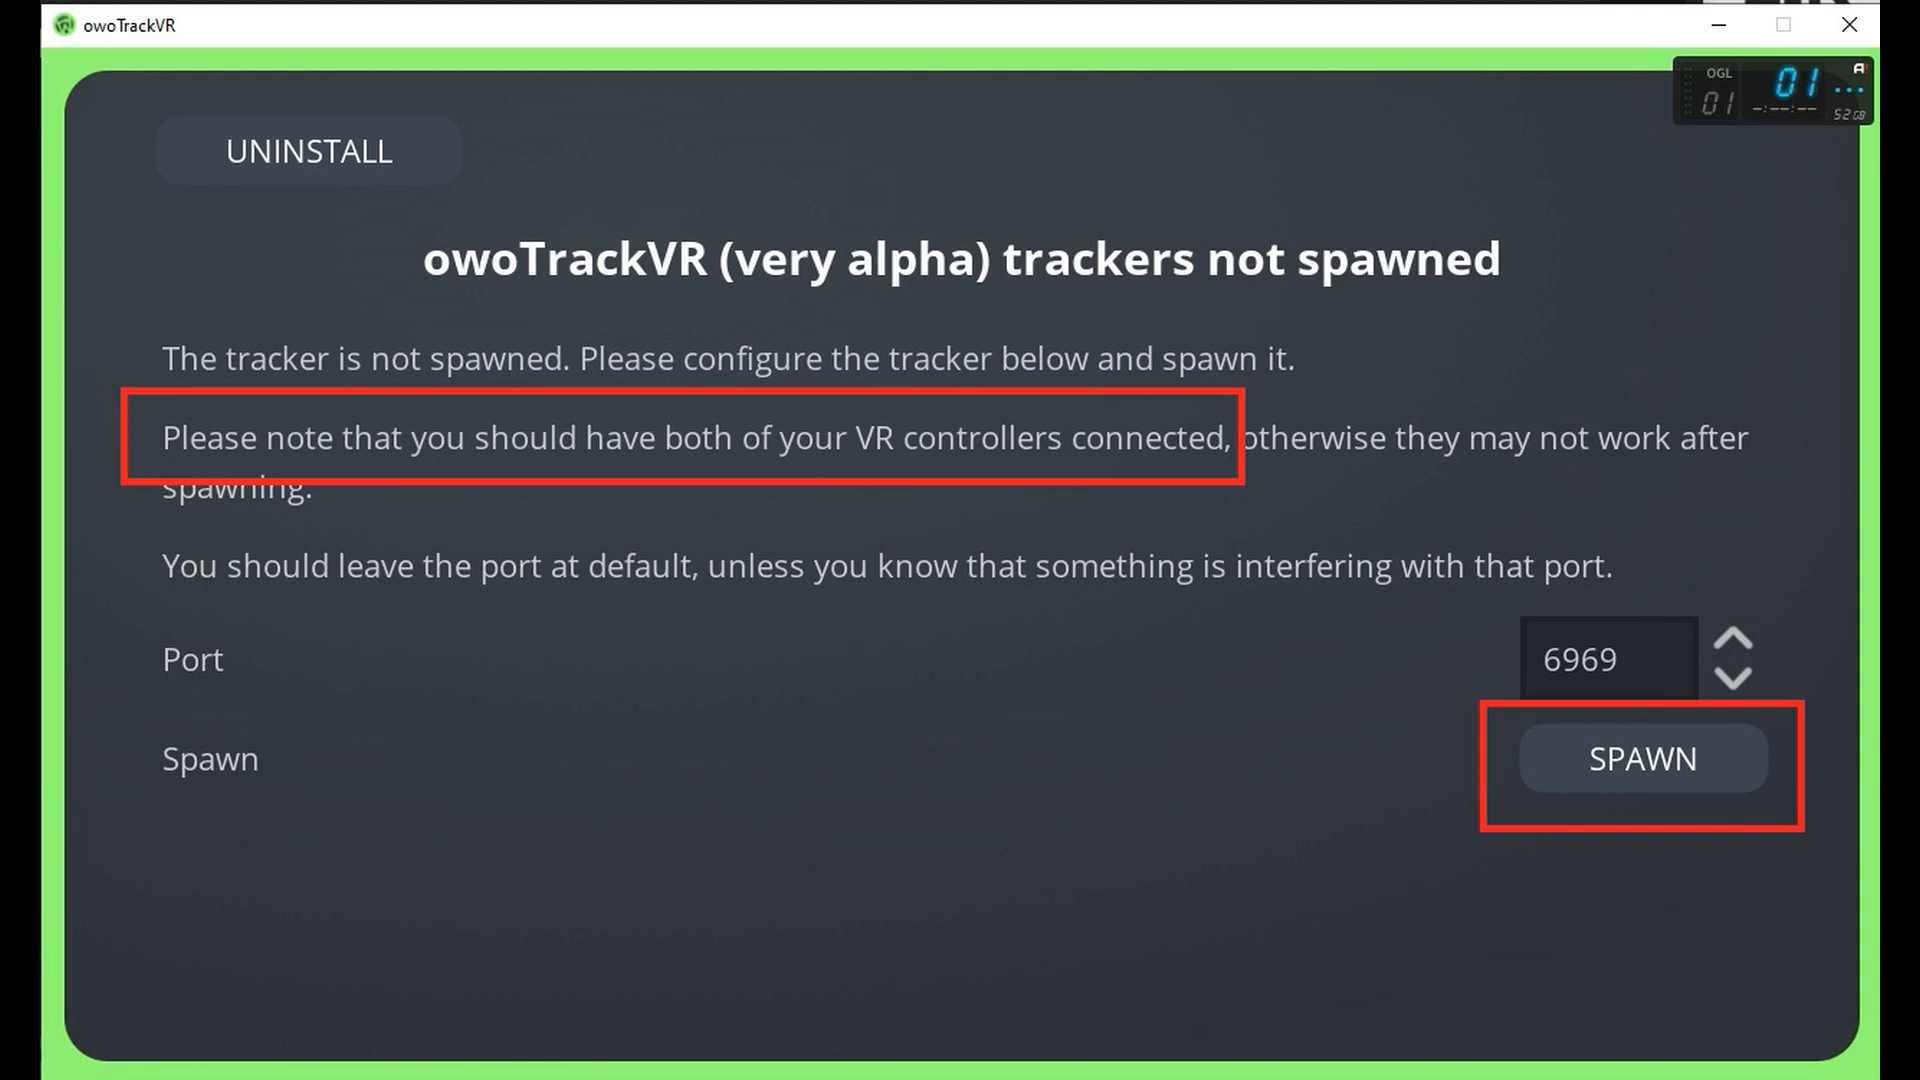 owoTrackVR
OGL
01
01
A
-:--:--
52GB
UNINSTALL
owoTrackVR (very alpha) trackers not spawned
The tracker is not spawned. Please configure the tracker below and spawn it.
Please note that you should have both of your VR controllers connected, otherwise they may not work after
spawning.
You should leave the port at default, unless you know that something is interfering with that port.
Port
6969
Spawn
SPAWN